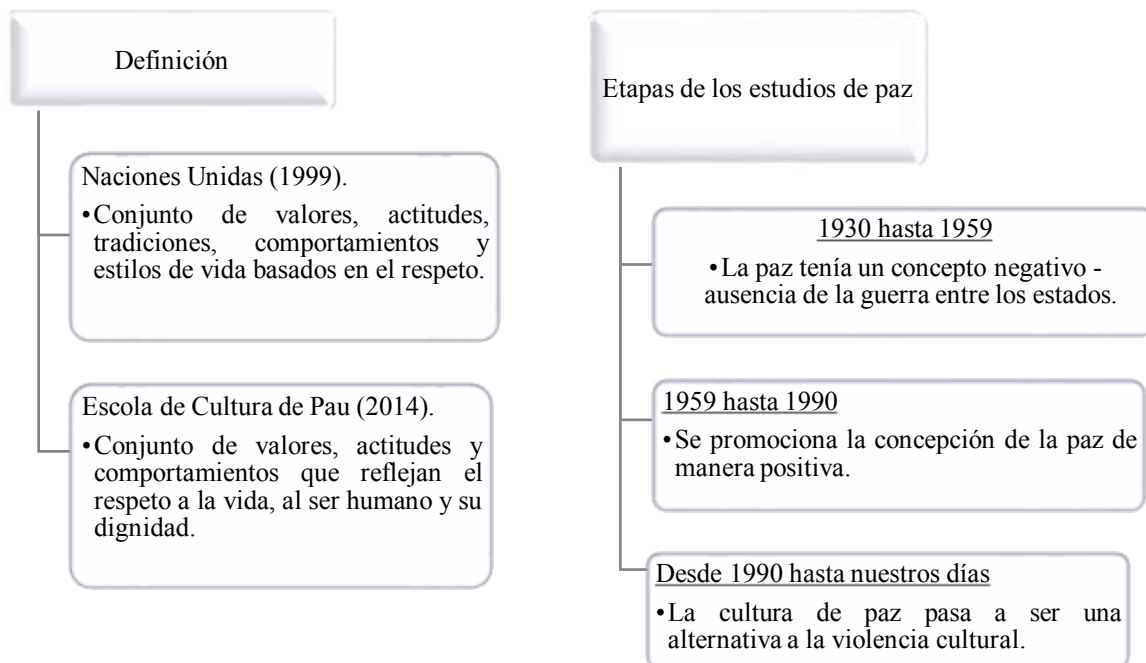 Definición
Naciones Unidas (1999).
•Conjunto de valores, actitudes,
tradiciones, comportamientos y
estilos de vida basados en el respeto.
Escola de Cultura de Pau (2014).
•Conjunto de valores, actitudes y
comportamientos que reflejan el
respeto a la vida, al ser humano y su
dignidad.
Etapas de los estudios de paz
1930 hasta 1959
•La paz tenía un concepto negativo -
ausencia de la guerra entre los estados.
1959 hasta 1990
•Se promociona la concepción de la paz de
manera positiva.
Desde 1990 hasta nuestros días
•La cultura de paz pasa a ser una
alternativa a la violencia cultural.